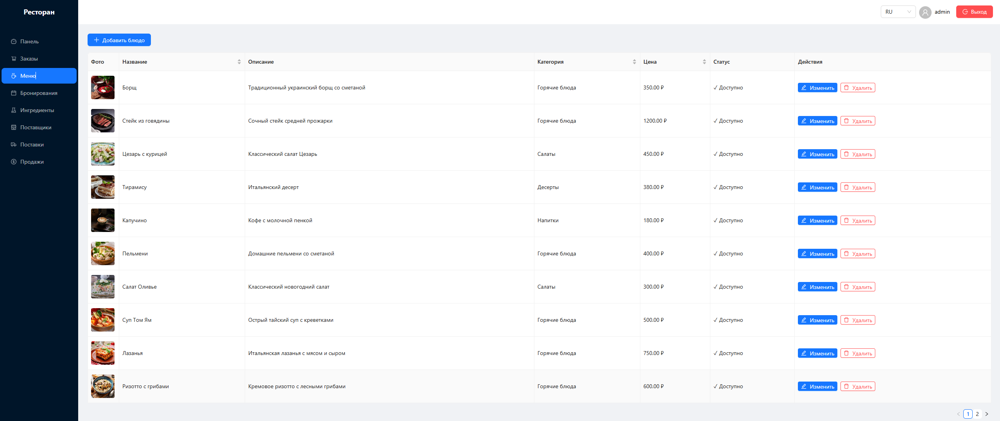 Ресторан
RU
admin
Выход
Панель
Заказы
Меню
Бронирования
Ингредиенты
Поставщики
Поставки
Продажи
Добавить блюдо
Фото Название Описание Категория Цена Статус Действия
Борщ Традиционный украинский борщ со сметаной Горячие блюда 350.00 ₽ ✓ Доступно Изменить Удалить
Стейк из говядины Сочный стейк средней прожарки Горячие блюда 1200.00 ₽ ✓ Доступно Изменить Удалить
Цезарь с курицей Классический салат Цезарь Салаты 450.00 ₽ ✓ Доступно Изменить Удалить
Тирамису Итальянский десерт Десерты 380.00 ₽ ✓ Доступно Изменить Удалить
Капучино Кофе с молочной пенкой Напитки 180.00 ₽ ✓ Доступно Изменить Удалить
Пельмени Домашние пельмени со сметаной Горячие блюда 400.00 ₽ ✓ Доступно Изменить Удалить
Салат Оливье Классический новогодний салат Салаты 300.00 ₽ ✓ Доступно Изменить Удалить
Суп Том Ям Острый тайский суп с креветками Горячие блюда 500.00 ₽ ✓ Доступно Изменить Удалить
Лазанья Итальянская лазанья с мясом и сыром Горячие блюда 750.00 ₽ ✓ Доступно Изменить Удалить
Ризотто с грибами Кремовое ризотто с лесными грибами Горячие блюда 600.00 ₽ ✓ Доступно Изменить Удалить
< 1 2 >